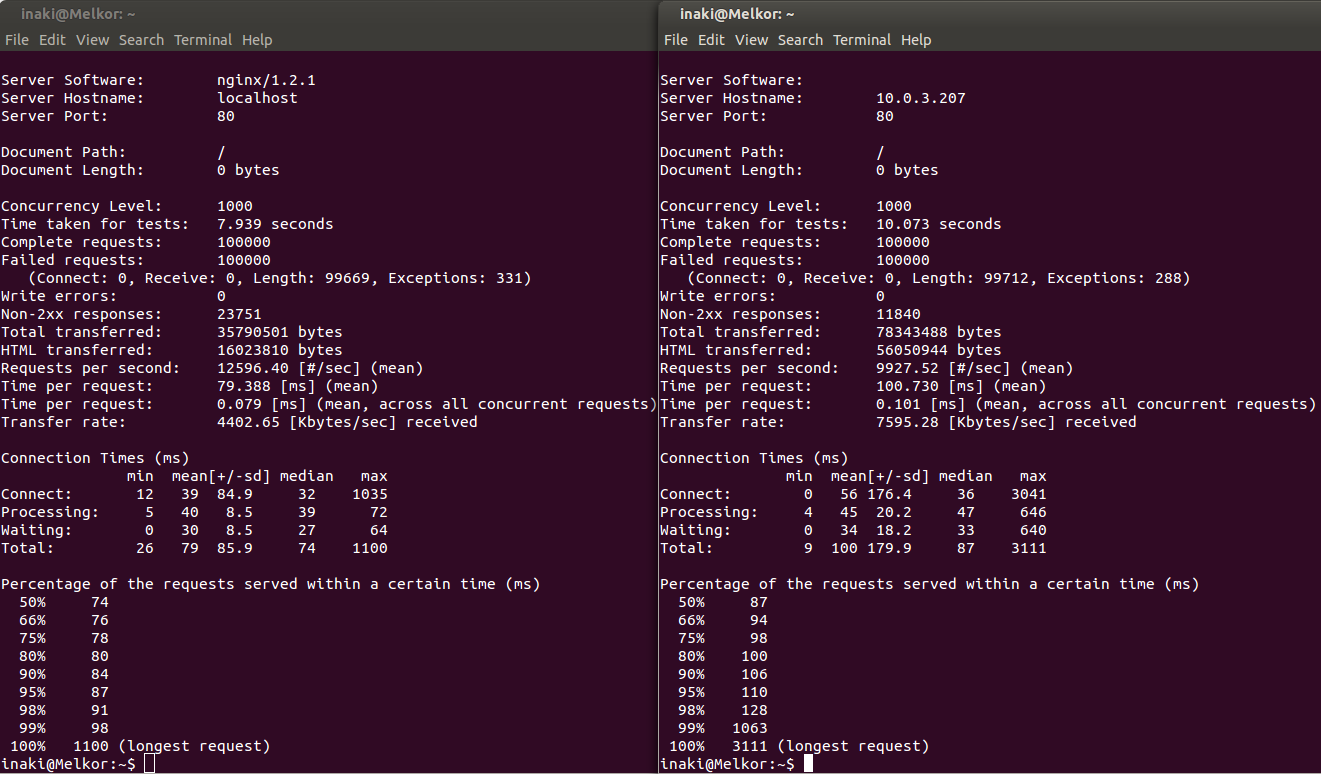 inaki@Melkor: ~
File Edit View Search Terminal Help
Server Software:        nginx/1.2.1
Server Hostname:        localhost
Server Port:            80
Document Path:          /
Document Length:        0 bytes
Concurrency Level:      1000
Time taken for tests:   7.939 seconds
Complete requests:      100000
Failed requests:        100000
   (Connect: 0, Receive: 0, Length: 99669, Exceptions: 331)
Write errors:           0
Non-2xx responses:      23751
Total transferred:      35790501 bytes
HTML transferred:       16023810 bytes
Requests per second:    12596.40 [#/sec] (mean)
Time per request:       79.388 [ms] (mean)
Time per request:       0.079 [ms] (mean, across all concurrent requests)
Transfer rate:          4402.65 [Kbytes/sec] received
Connection Times (ms)
              min  mean[+/-sd] median   max
Connect:       12   39  84.9     32    1035
Processing:     5   40   8.5     39      72
Waiting:        0   30   8.5     27      64
Total:         26   79  85.9     74    1100
Percentage of the requests served within a certain time (ms)
  50%     74
  66%     76
  75%     78
  80%     80
  90%     84
  95%     87
  98%     91
  99%     98
 100%   1100 (longest request)
inaki@Melkor:~$
inaki@Melkor: ~
File Edit View Search Terminal Help
Server Software:
Server Hostname:        10.0.3.207
Server Port:            80
Document Path:          /
Document Length:        0 bytes
Concurrency Level:      1000
Time taken for tests:   10.073 seconds
Complete requests:      100000
Failed requests:        100000
   (Connect: 0, Receive: 0, Length: 99712, Exceptions: 288)
Write errors:           0
Non-2xx responses:      11840
Total transferred:      78343488 bytes
HTML transferred:       56050944 bytes
Requests per second:    9927.52 [#/sec] (mean)
Time per request:       100.730 [ms] (mean)
Time per request:       0.101 [ms] (mean, across all concurrent requests)
Transfer rate:          7595.28 [Kbytes/sec] received
Connection Times (ms)
              min  mean[+/-sd] median   max
Connect:        0   56 176.4     36    3041
Processing:     4   45  20.2     47     646
Waiting:        0   34  18.2     33     640
Total:          9  100 179.9     87    3111
Percentage of the requests served within a certain time (ms)
  50%     87
  66%     94
  75%     98
  80%    100
  90%    106
  95%    110
  98%    128
  99%   1063
 100%   3111 (longest request)
inaki@Melkor:~$